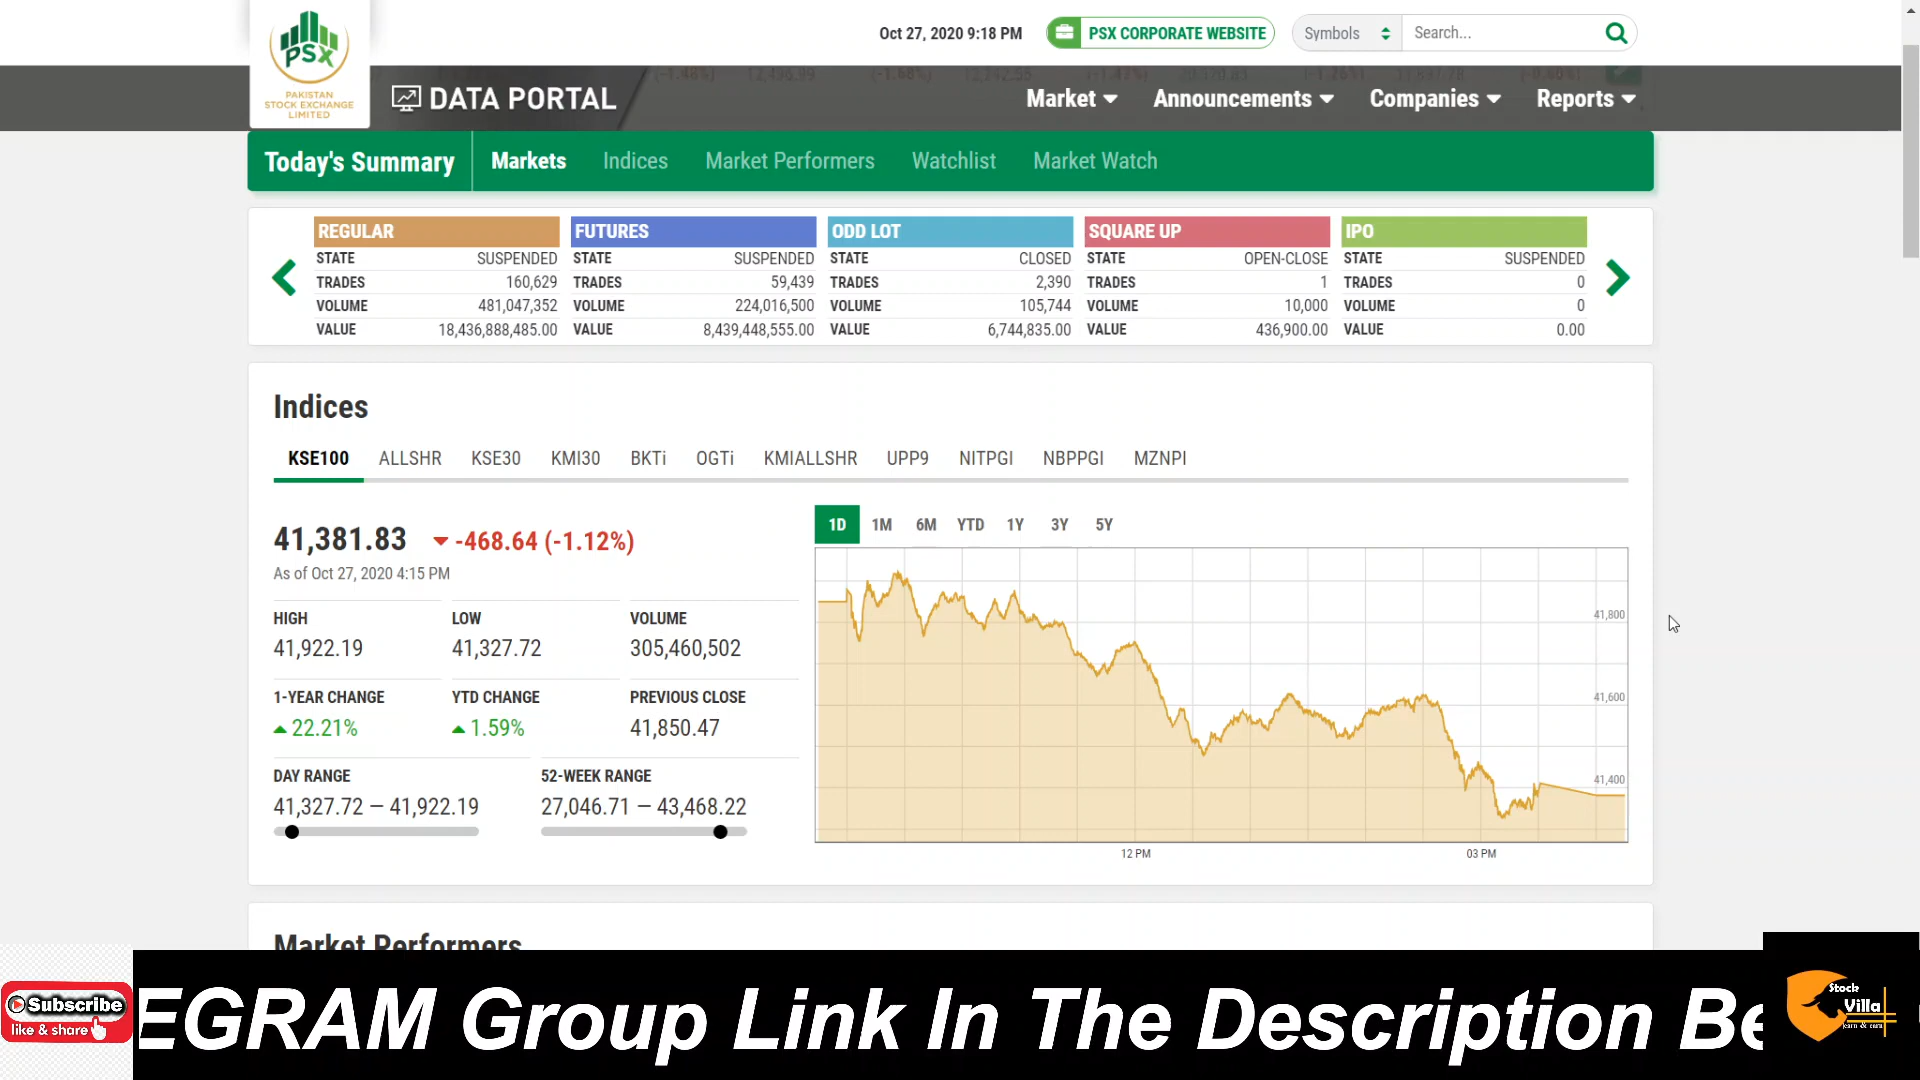 PSX
PAKISTAN
STOCK EXCHANGE
LIMITED
Oct 27, 2020 9:18 PM
PSX CORPORATE WEBSITE
Symbols
Search...
DATA PORTAL
Market
Announcements
Companies
Reports
Today's Summary
Markets
Indices
Market Performers
Watchlist
Market Watch
REGULAR
STATE SUSPENDED
TRADES 160,629
VOLUME 481,047,352
VALUE 18,436,888,485.00
FUTURES
STATE SUSPENDED
TRADES 59,439
VOLUME 224,016,500
VALUE 8,439,448,555.00
ODD LOT
STATE CLOSED
TRADES 2,390
VOLUME 105,744
VALUE 6,744,835.00
SQUARE UP
STATE OPEN-CLOSE
TRADES 1
VOLUME 10,000
VALUE 436,900.00
IPO
STATE SUSPENDED
TRADES 0
VOLUME 0
VALUE 0.00
Indices
KSE100 ALLSHR KSE30 KMI30 BKTi OGTi KMIALLSHR UPP9 NITPGI NBPPGI MZNPI
41,381.83 -468.64 (-1.12%)
As of Oct 27, 2020 4:15 PM
HIGH
41,922.19
LOW
41,327.72
VOLUME
305,460,502
1-YEAR CHANGE
22.21%
YTD CHANGE
1.59%
PREVIOUS CLOSE
41,850.47
DAY RANGE
41,327.72 — 41,922.19
52-WEEK RANGE
27,046.71 — 43,468.22
1D 1M 6M YTD 1Y 3Y 5Y
41,800
41,600
41,400
12 PM
03 PM
Market Performers
Subscribe
like & share
EGRAM Group Link In The Description Be
Stock
Villa
learn & earn